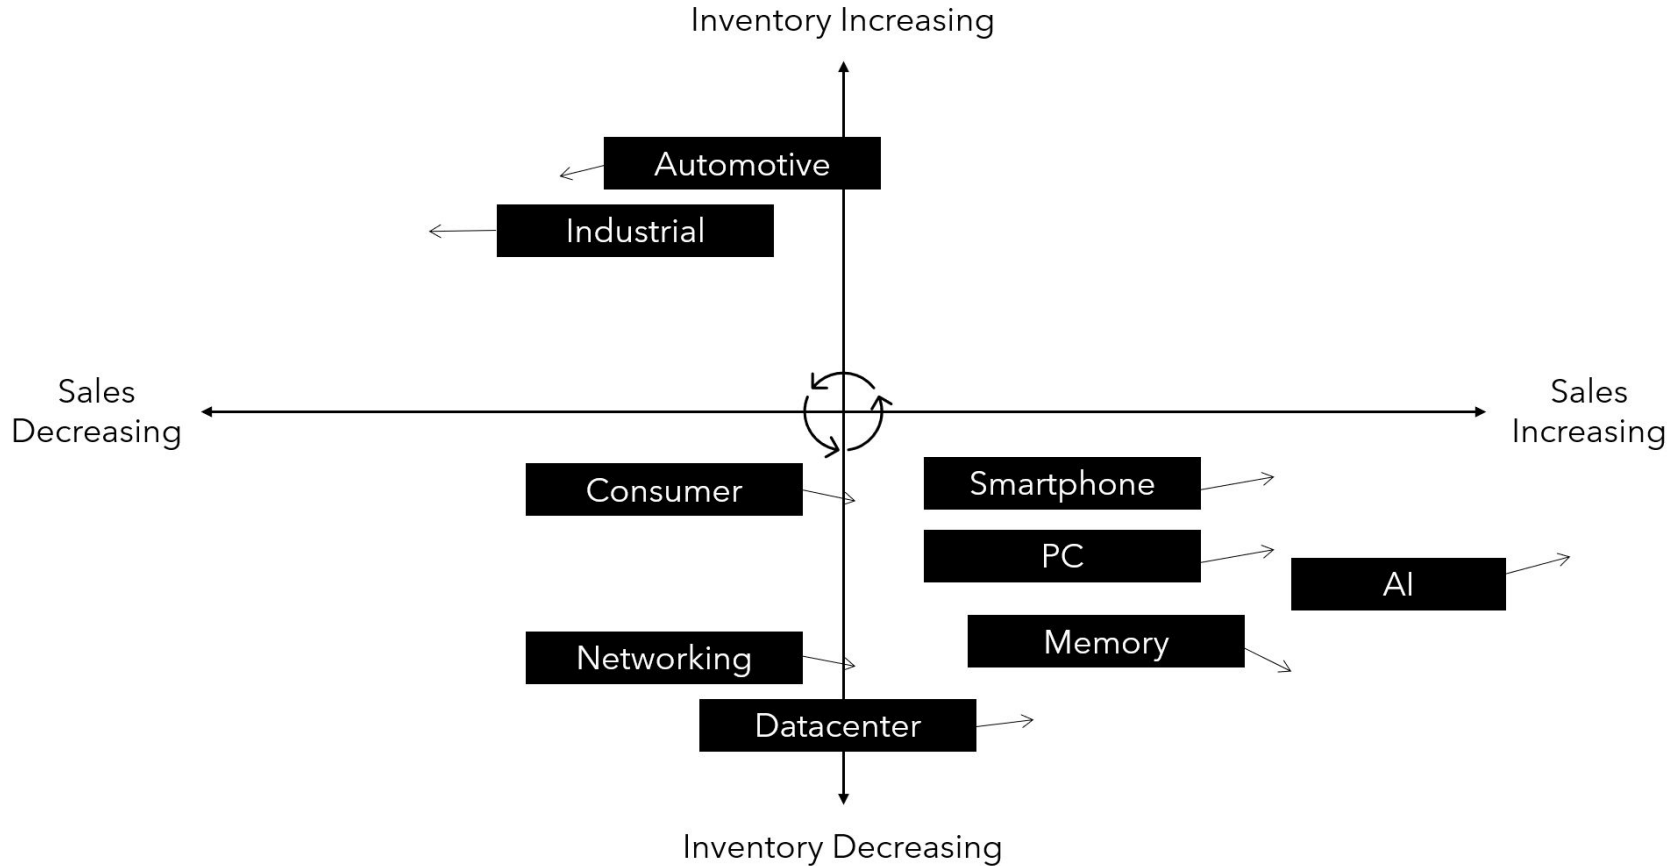 Inventory Increasing
Automotive
Industrial
Sales
Decreasing
Sales
Increasing
Consumer
Smartphone
PC
AI
Networking
Memory
Datacenter
Inventory Decreasing